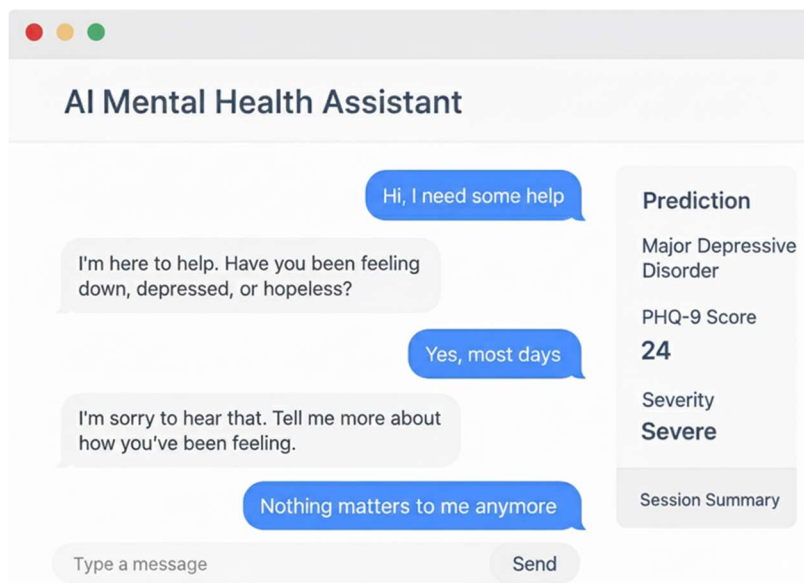 AI Mental Health Assistant
Hi, I need some help
I'm here to help. Have you been feeling
down, depressed, or hopeless?
Yes, most days
I'm sorry to hear that. Tell me more about
how you've been feeling.
Nothing matters to me anymore
Type a message
Send
Prediction
Major Depressive
Disorder
PHQ-9 Score
24
Severity
Severe
Session Summary